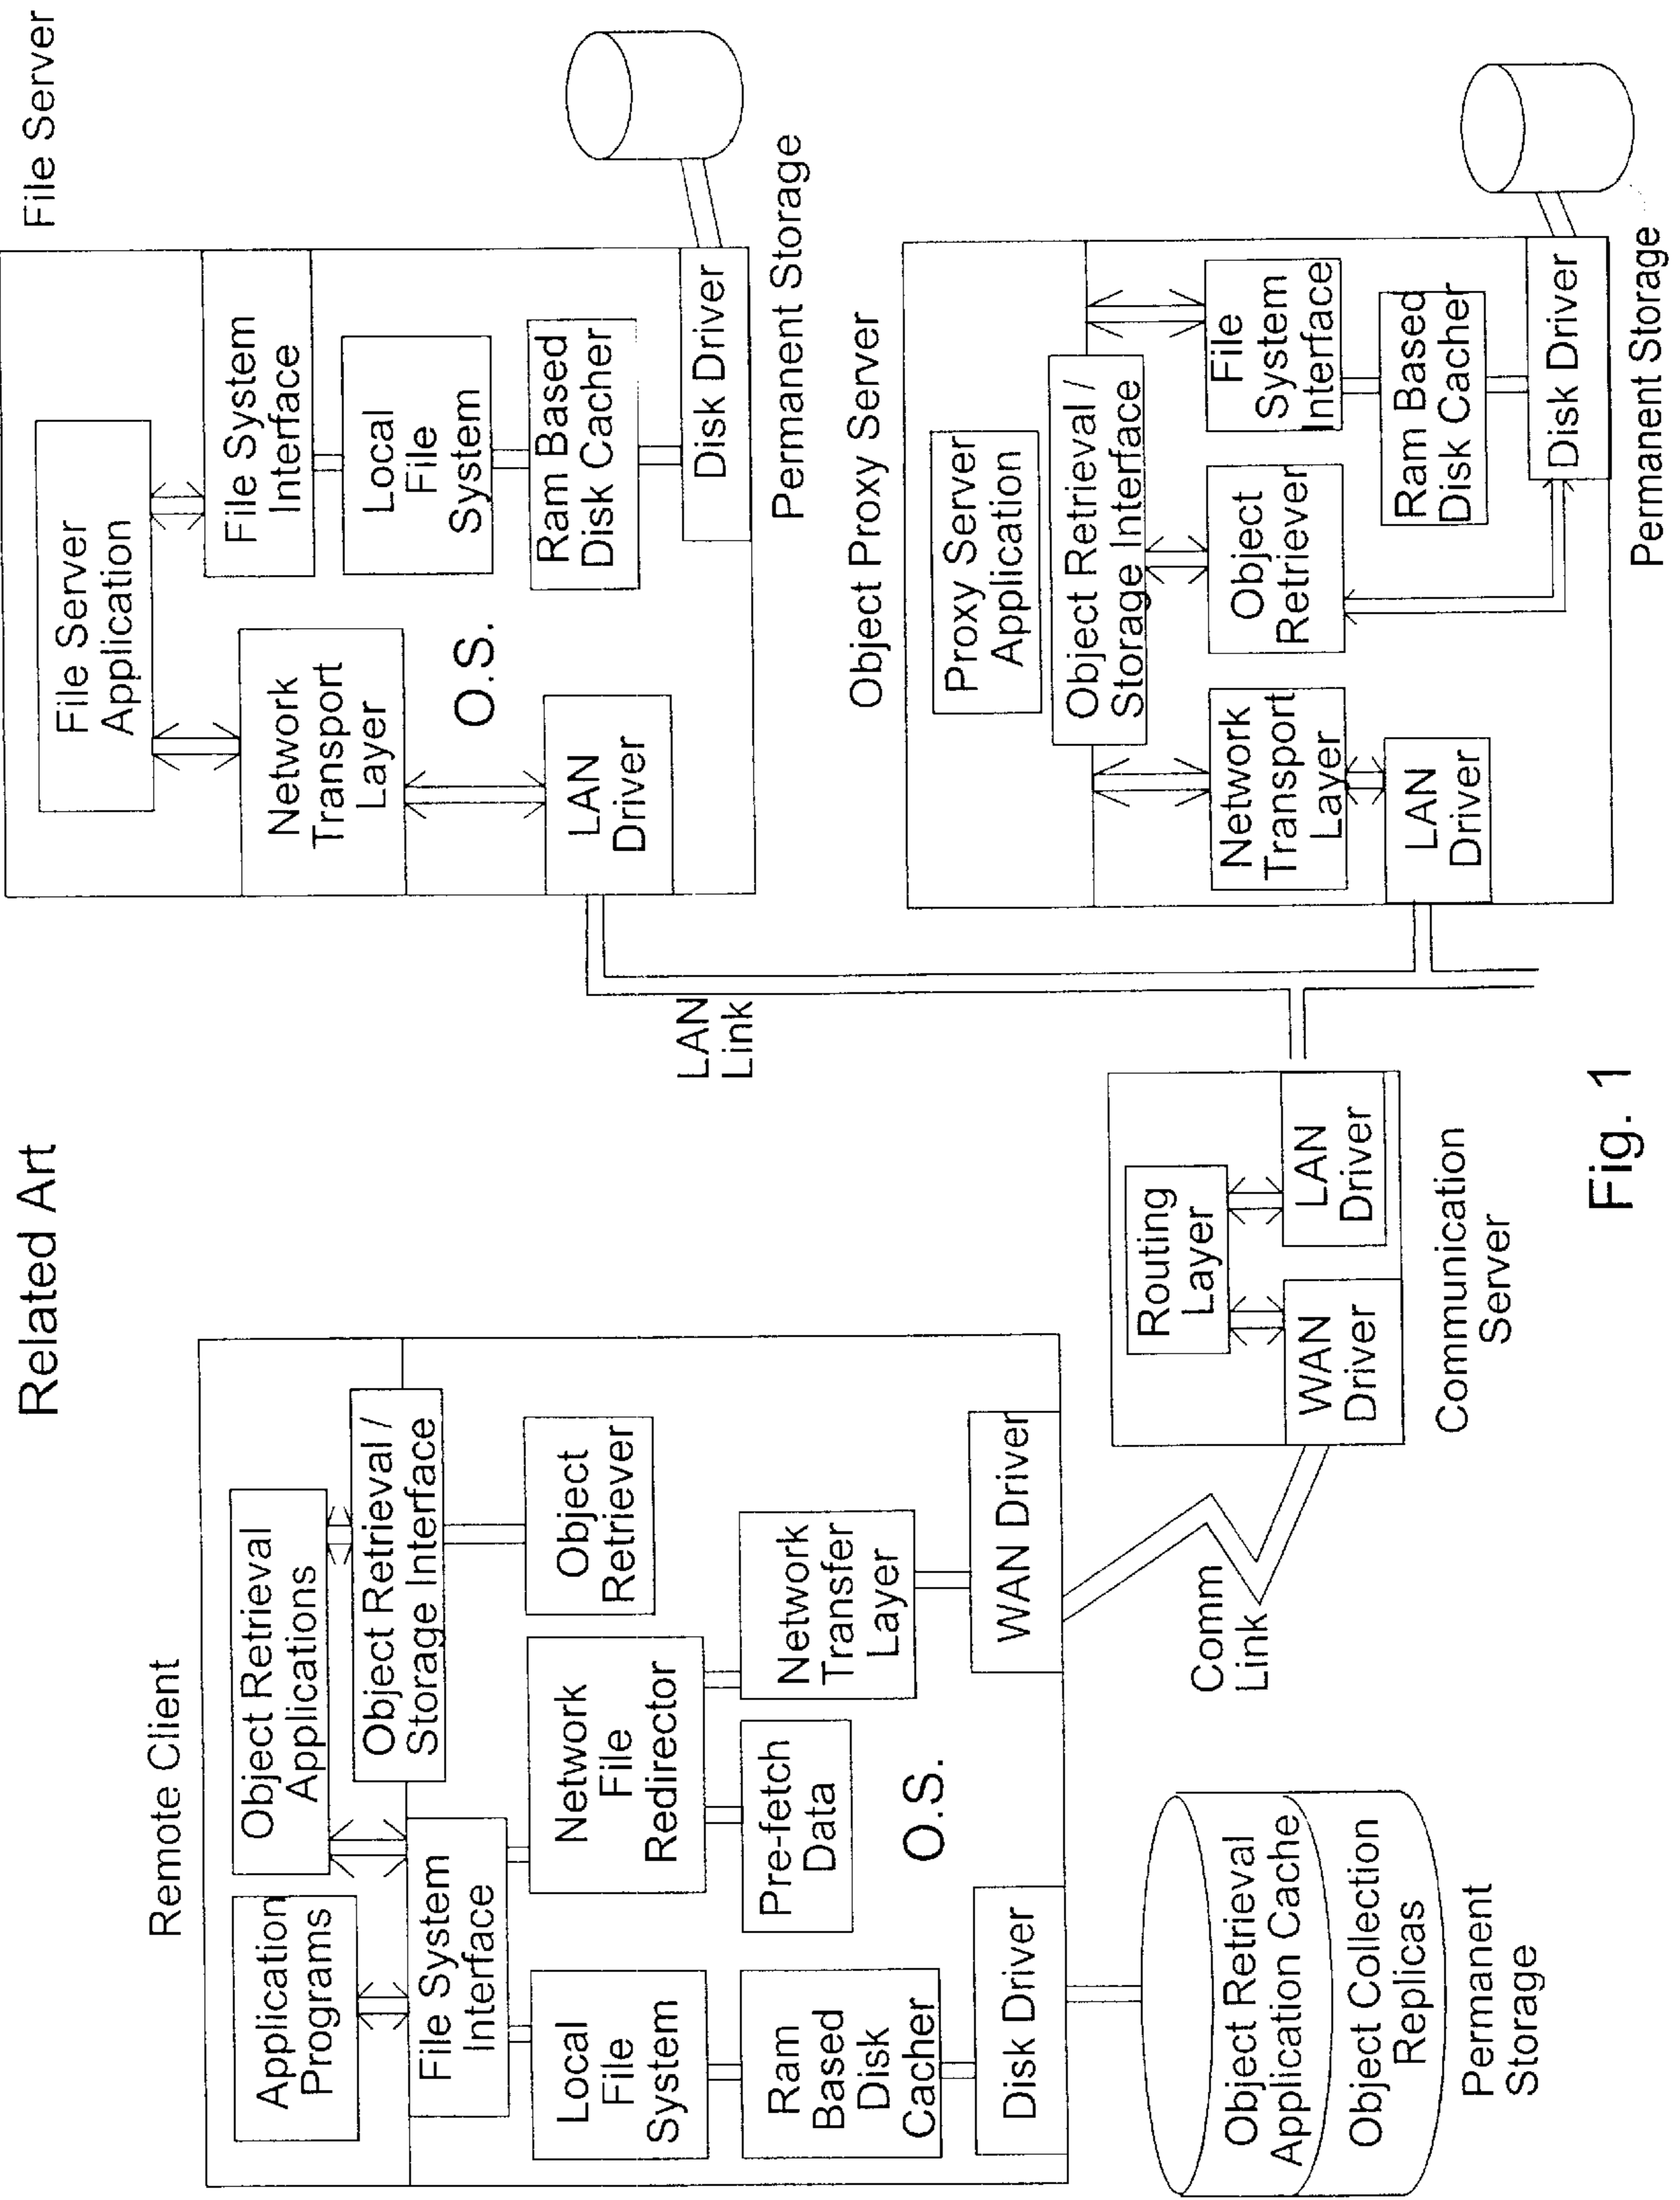 Related Art
Remote Client
Application
Programs
Object Retrieval
Applications
File System
Interface
Object Retrieval /
Storage Interface
Local
File
System
Network
File
Redirector
Object
Retriever
Ram
Based
Disk
Cacher
Pre-fetch
Data
Network
Transfer
Layer
O.S.
Disk Driver
WAN Driver
Object Retrieval
Application Cache
Object Collection
Replicas
Permanent
Storage
Comm
Link
Routing
Layer
WAN
Driver
LAN
Driver
Communication
Server
LAN
Link
File Server
File Server
Application
Network
Transport
Layer
File System
Interface
Local
File
System
O.S.
Ram Based
Disk Cacher
LAN
Driver
Disk Driver
Permanent Storage
Object Proxy Server
Proxy Server
Application
Object Retrieval /
Storage Interface
Network
Transport
Layer
Object
Retriever
File
System
Interface
Ram Based
Disk Cacher
LAN
Driver
Disk Driver
Permanent Storage
Fig. 1